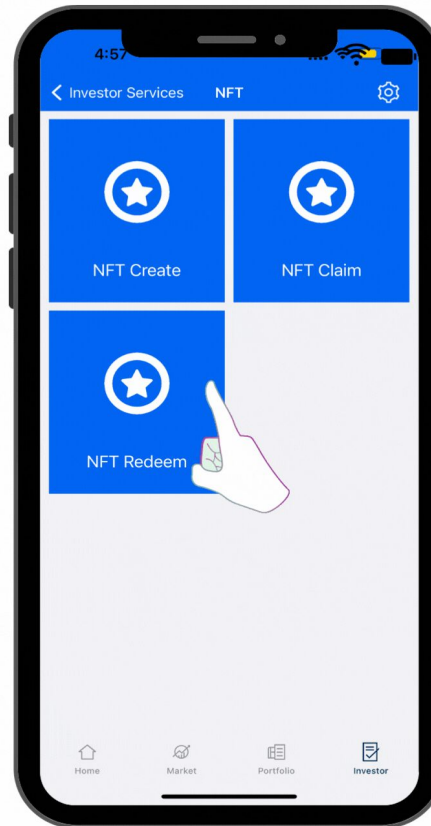 4:57
Investor Services NFT
NFT Create NFT Claim
NFT Redeem
Home Market Portfolio Investor